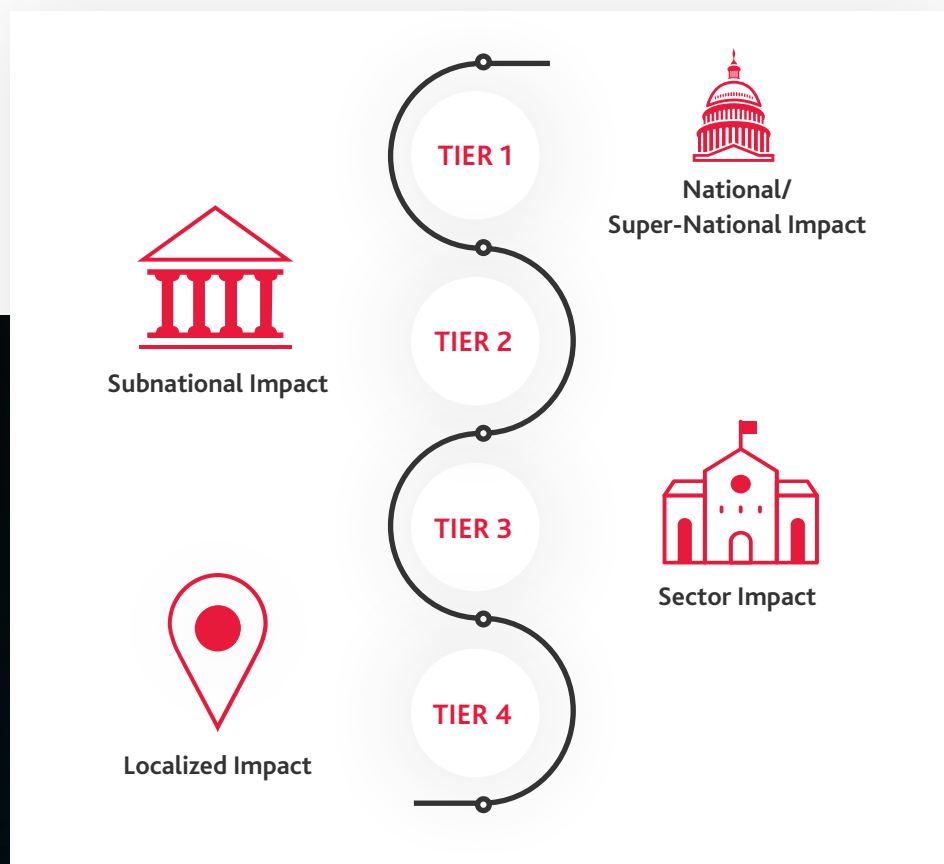 TIER 1
National/
Super-National Impact
TIER 2
Subnational Impact
TIER 3
Sector Impact
TIER 4
Localized Impact